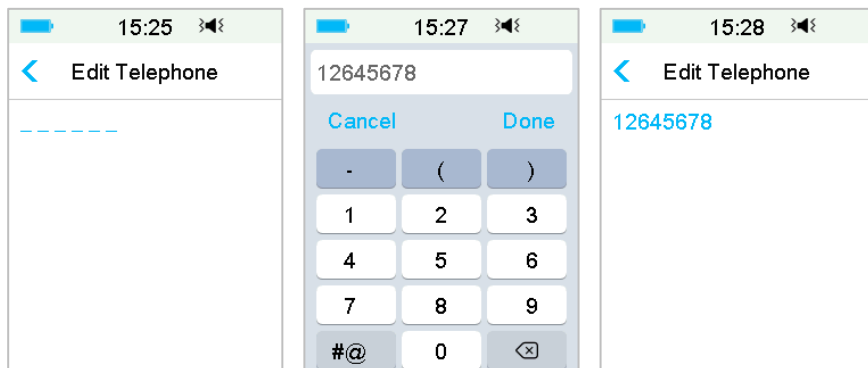 15:25
Edit Telephone
_ _ _ _ _ _
15:27
12645678
Cancel Done
- ( )
1 2 3
4 5 6
7 8 9
#@ 0
15:28
Edit Telephone
12645678